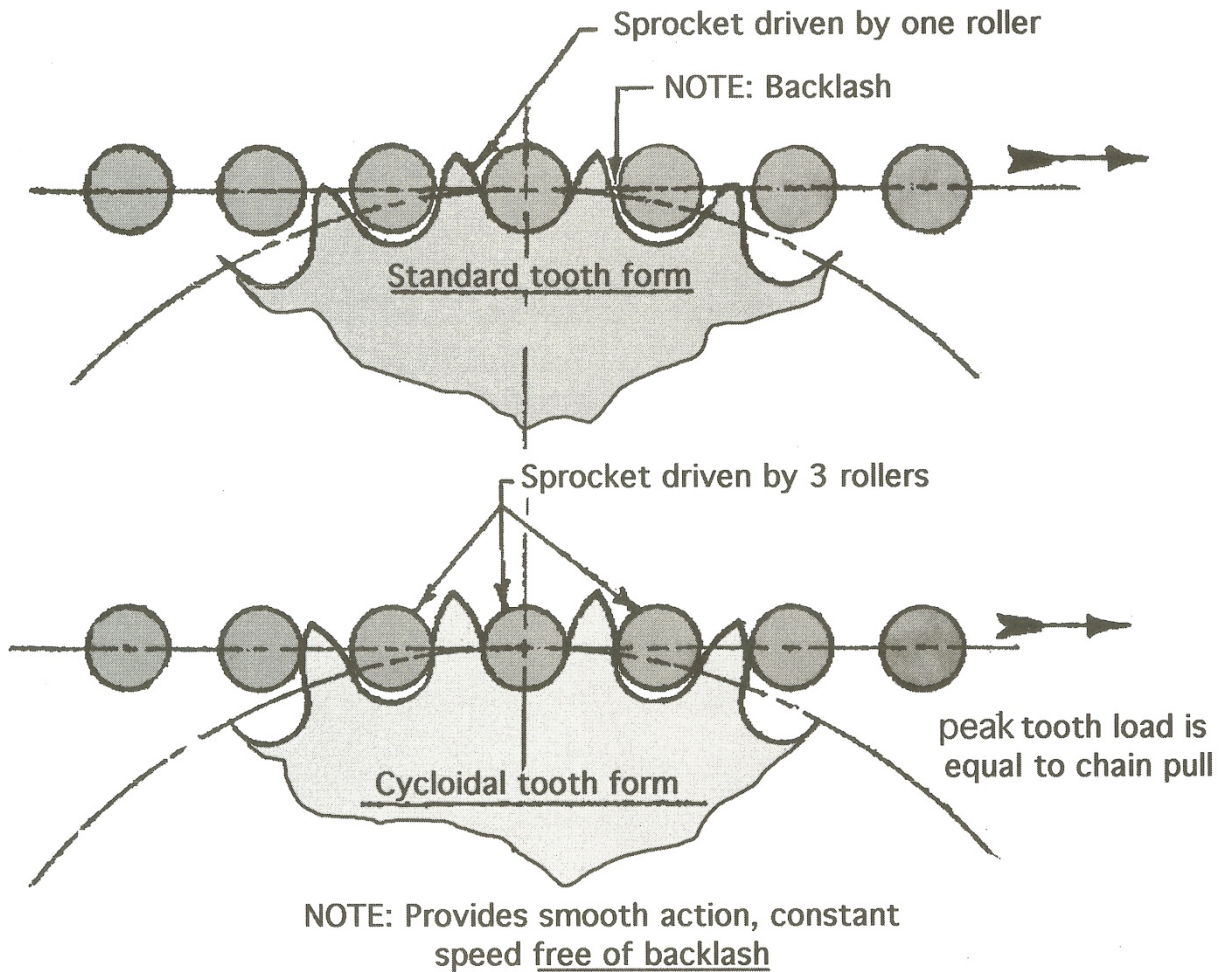 Sprocket driven by one roller
NOTE: Backlash
Standard tooth form
Sprocket driven by 3 rollers
peak tooth load is
equal to chain pull
Cycloidal tooth form
NOTE: Provides smooth action, constant
speed free of backlash